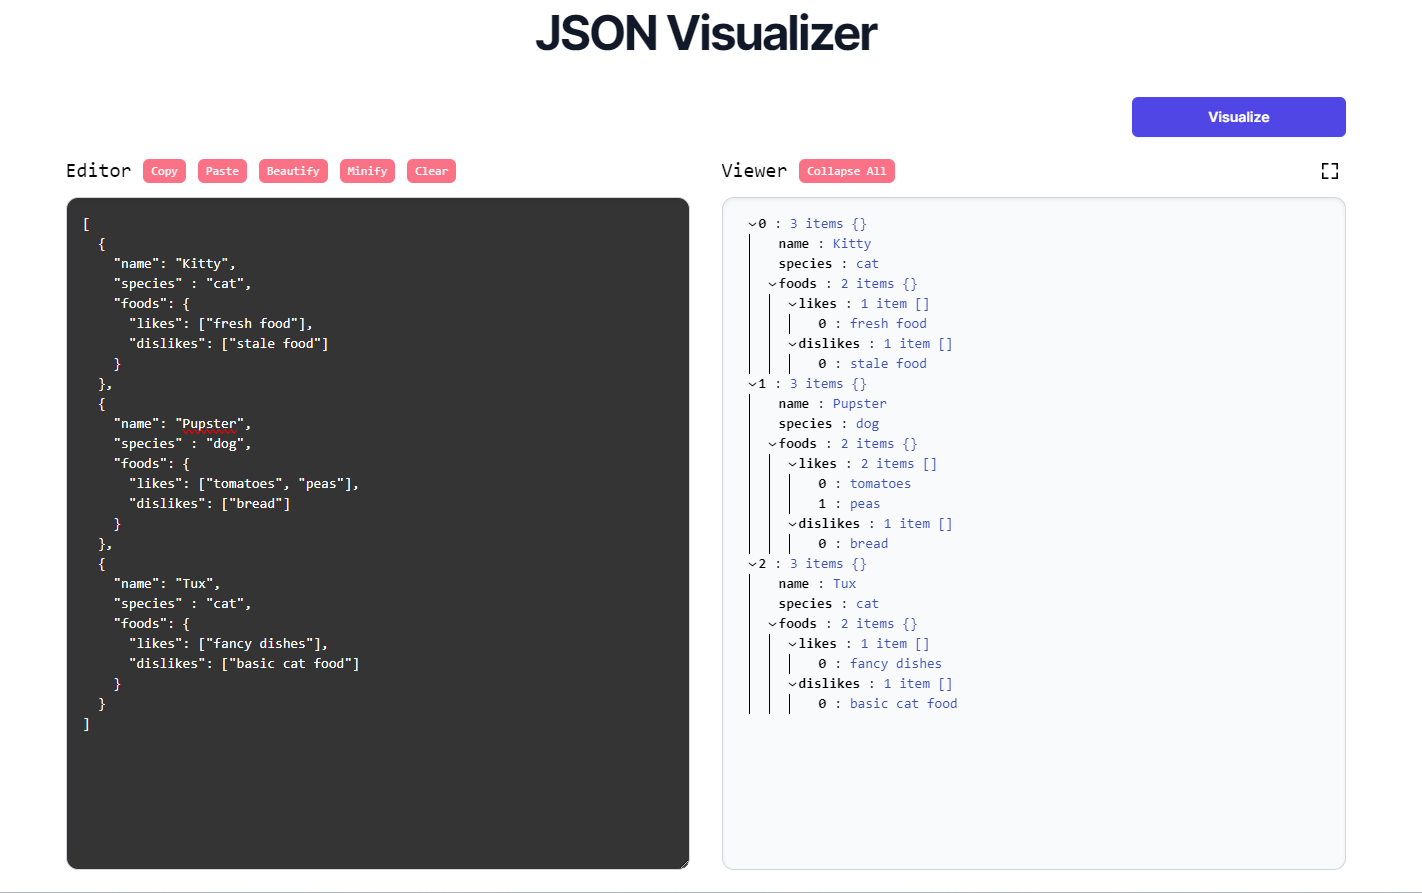 JSON Visualizer
Visualize
Editor Copy Paste Beautify Minify Clear
[
  {
    "name": "Kitty",
    "species" : "cat",
    "foods": {
      "likes": ["fresh food"],
      "dislikes": ["stale food"]
    }
  },
  {
    "name": "Pupster",
    "species" : "dog",
    "foods": {
      "likes": ["tomatoes", "peas"],
      "dislikes": ["bread"]
    }
  },
  {
    "name": "Tux",
    "species" : "cat",
    "foods": {
      "likes": ["fancy dishes"],
      "dislikes": ["basic cat food"]
    }
  }
]
Viewer Collapse All
0 : 3 items {}
name : Kitty
species : cat
foods : 2 items {}
likes : 1 item []
0 : fresh food
dislikes : 1 item []
0 : stale food
1 : 3 items {}
name : Pupster
species : dog
foods : 2 items {}
likes : 2 items []
0 : tomatoes
1 : peas
dislikes : 1 item []
0 : bread
2 : 3 items {}
name : Tux
species : cat
foods : 2 items {}
likes : 1 item []
0 : fancy dishes
dislikes : 1 item []
0 : basic cat food